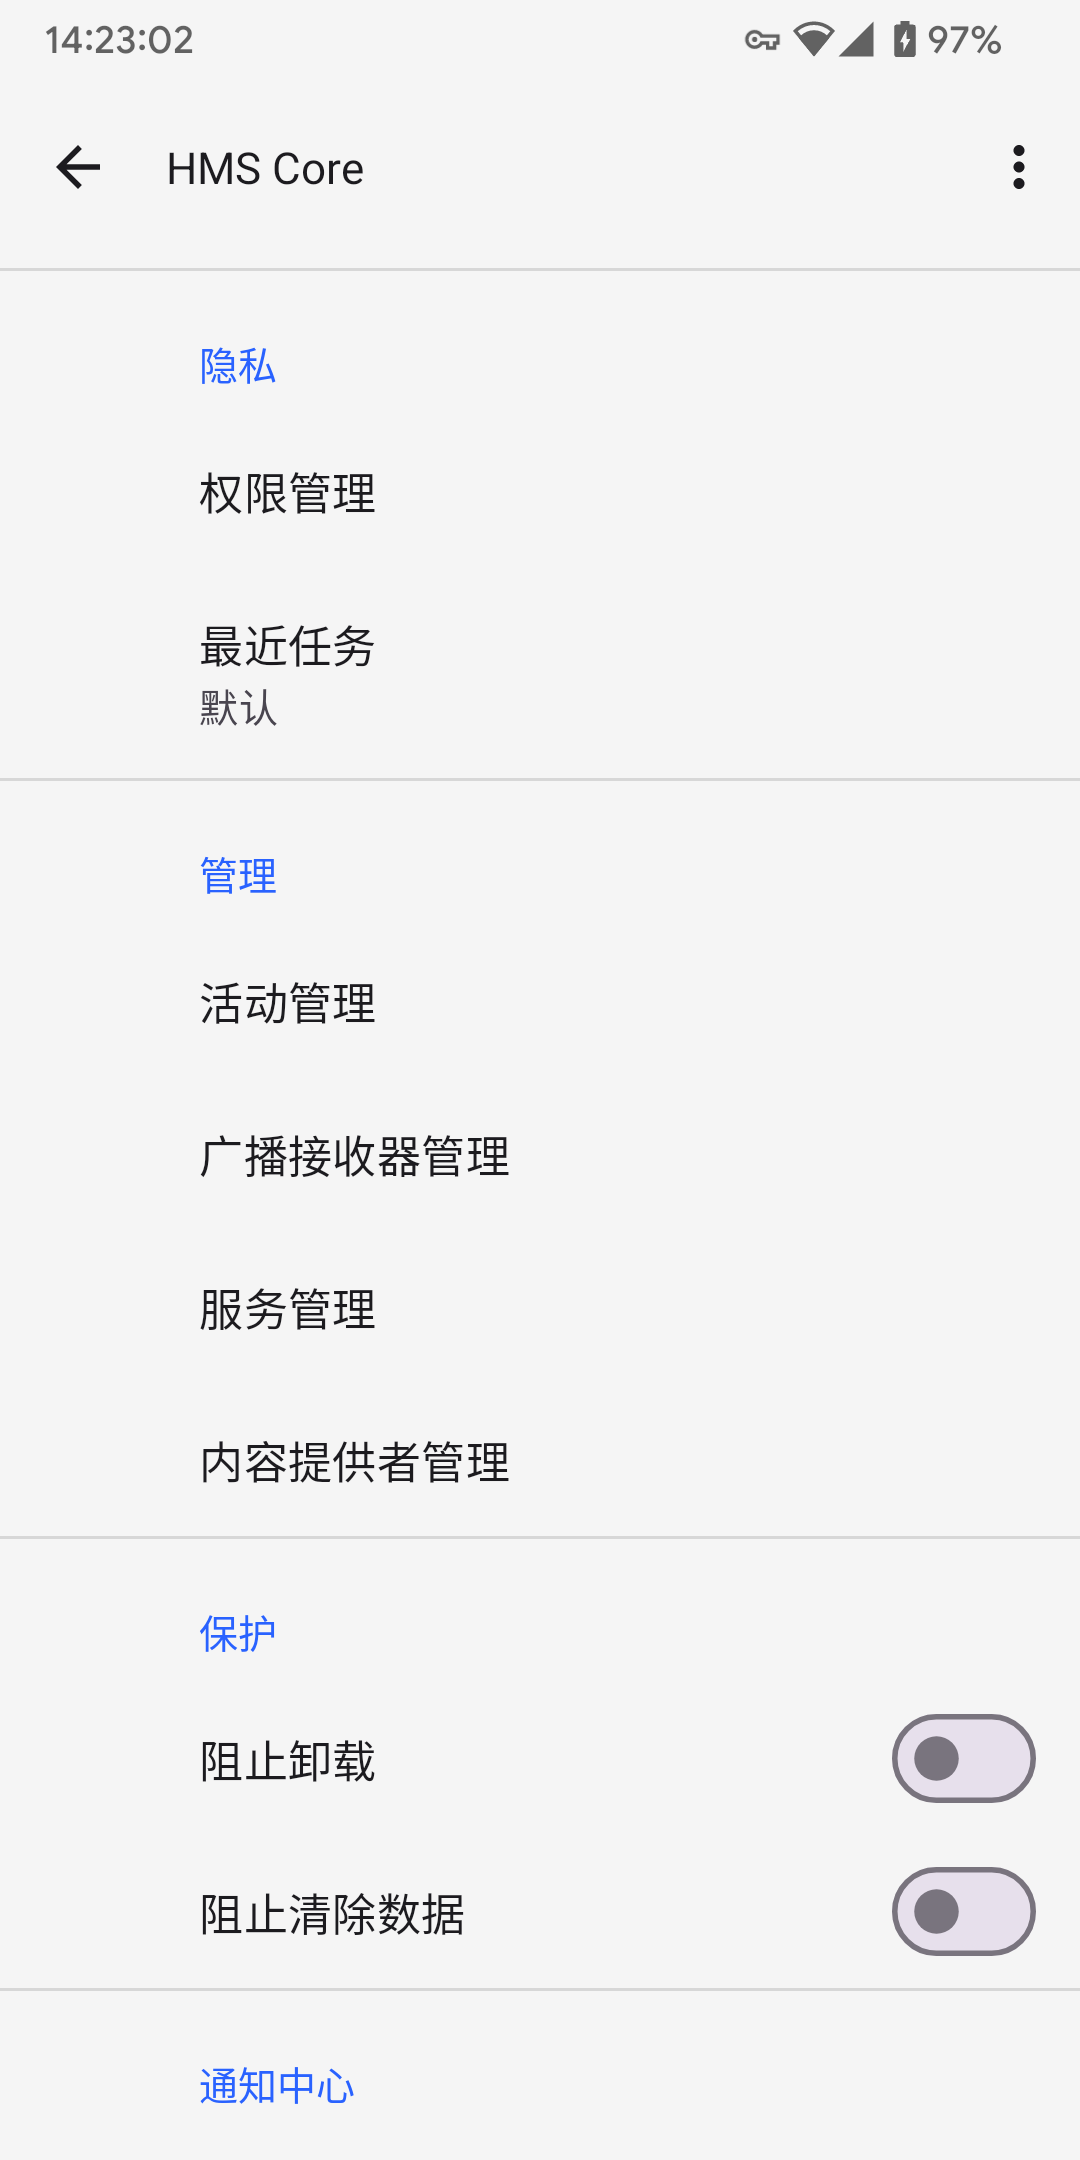 14:23:02
97%
HMS Core
隐私
权限管理
最近任务
默认
管理
活动管理
广播接收器管理
服务管理
内容提供者管理
保护
阻止卸载
阻止清除数据
通知中心